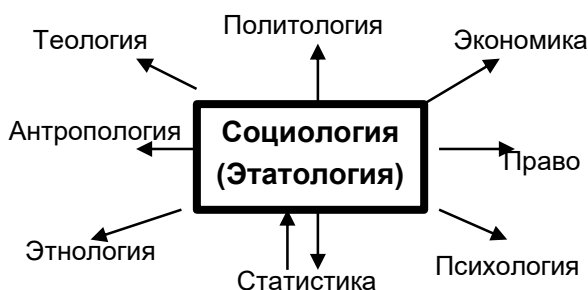 Политология
Теология
Экономика
Антропология
Социология
(Этатология)
Право
Этнология
Статистика
Психология